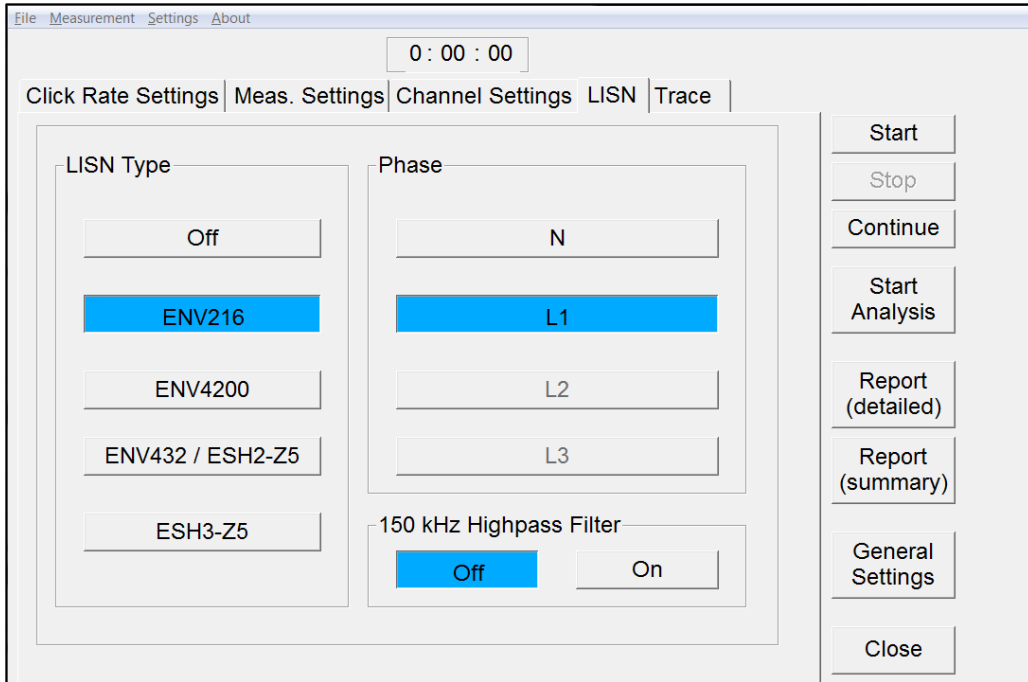 File Measurement Settings About
0 : 00 : 00
Click Rate Settings Meas. Settings Channel Settings LISN Trace
LISN Type
Off
ENV216
ENV4200
ENV432 / ESH2-Z5
ESH3-Z5
Phase
N
L1
L2
L3
150 kHz Highpass Filter
Off On
Start
Stop
Continue
Start
Analysis
Report
(detailed)
Report
(summary)
General
Settings
Close